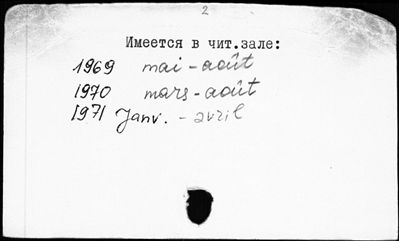 2
Имеется в чит.зале:
1969 mai - août
1970 mars - août
1971 Janv. - avril